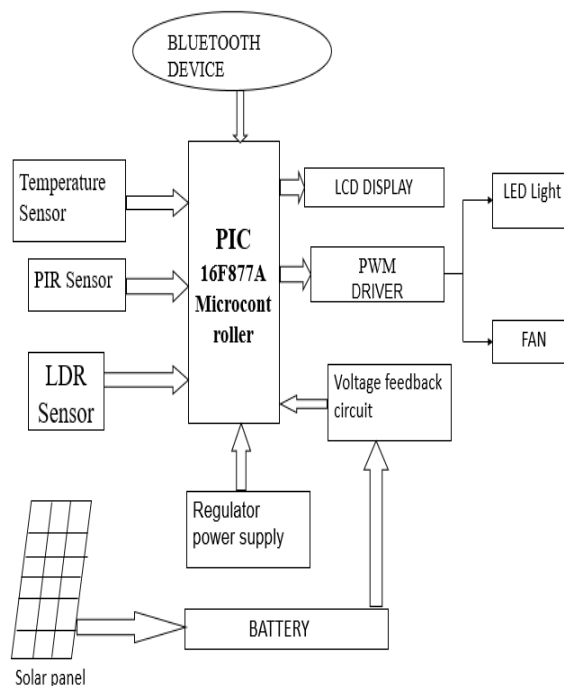 BLUETOOTH
DEVICE
Temperature
Sensor
PIR Sensor
LDR
Sensor
PIC
16F877A
Microcont
roller
LCD DISPLAY
PWM
DRIVER
LED Light
FAN
Voltage feedback
circuit
Regulator
power supply
BATTERY
Solar panel